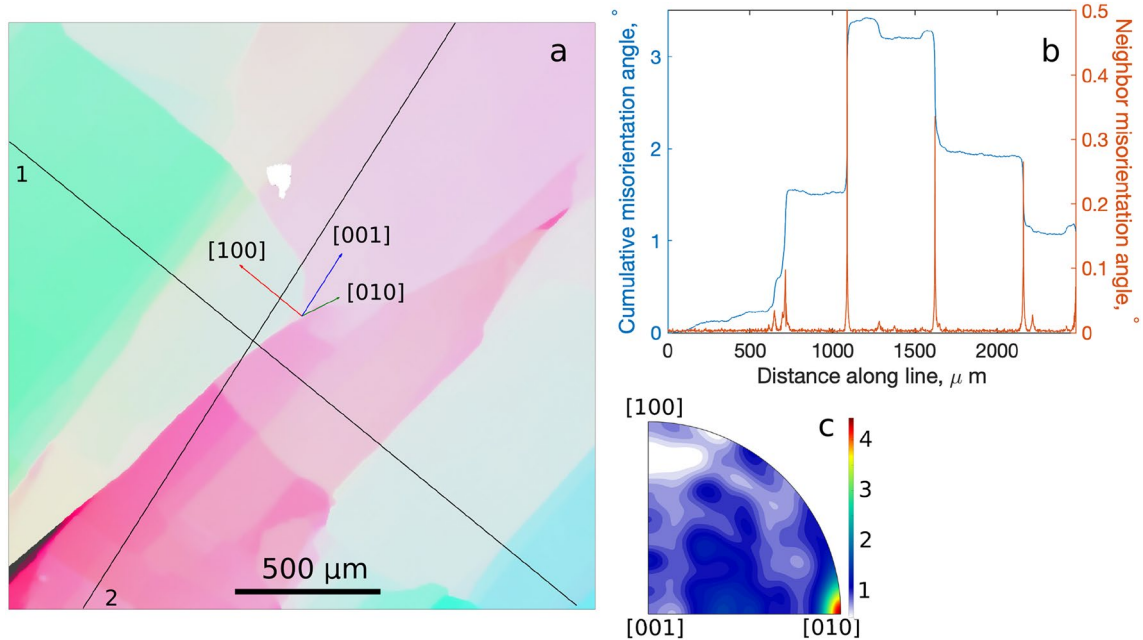 a
1
[100]
[001]
[010]
500 μm
2
b
Cumulative misorientation angle, °
3
2
1
0
0.5
0.4
0.3
0.2
0.1
0
Neighbor misorientation angle, °
0 500 1000 1500 2000
Distance along line, μ m
[100]
c
4
3
2
1
[001] [010]